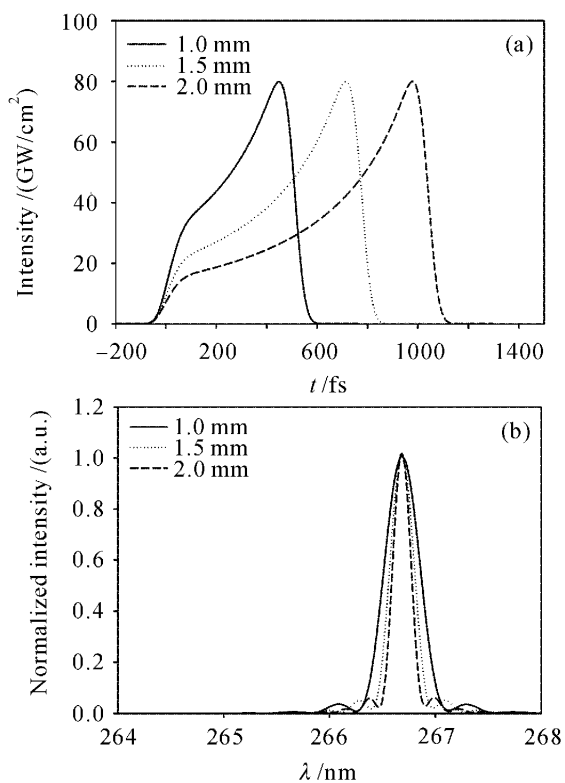 100
80
60
40
20
0
Intensity /(GW/cm²)
1.0 mm
1.5 mm
2.0 mm
(a)
−200 200 600 1000 1400
t /fs
1.2
1.0
0.8
0.6
0.4
0.2
0.0
Normalized intensity /(a.u.)
1.0 mm
1.5 mm
2.0 mm
(b)
264 265 266 267 268
λ /nm